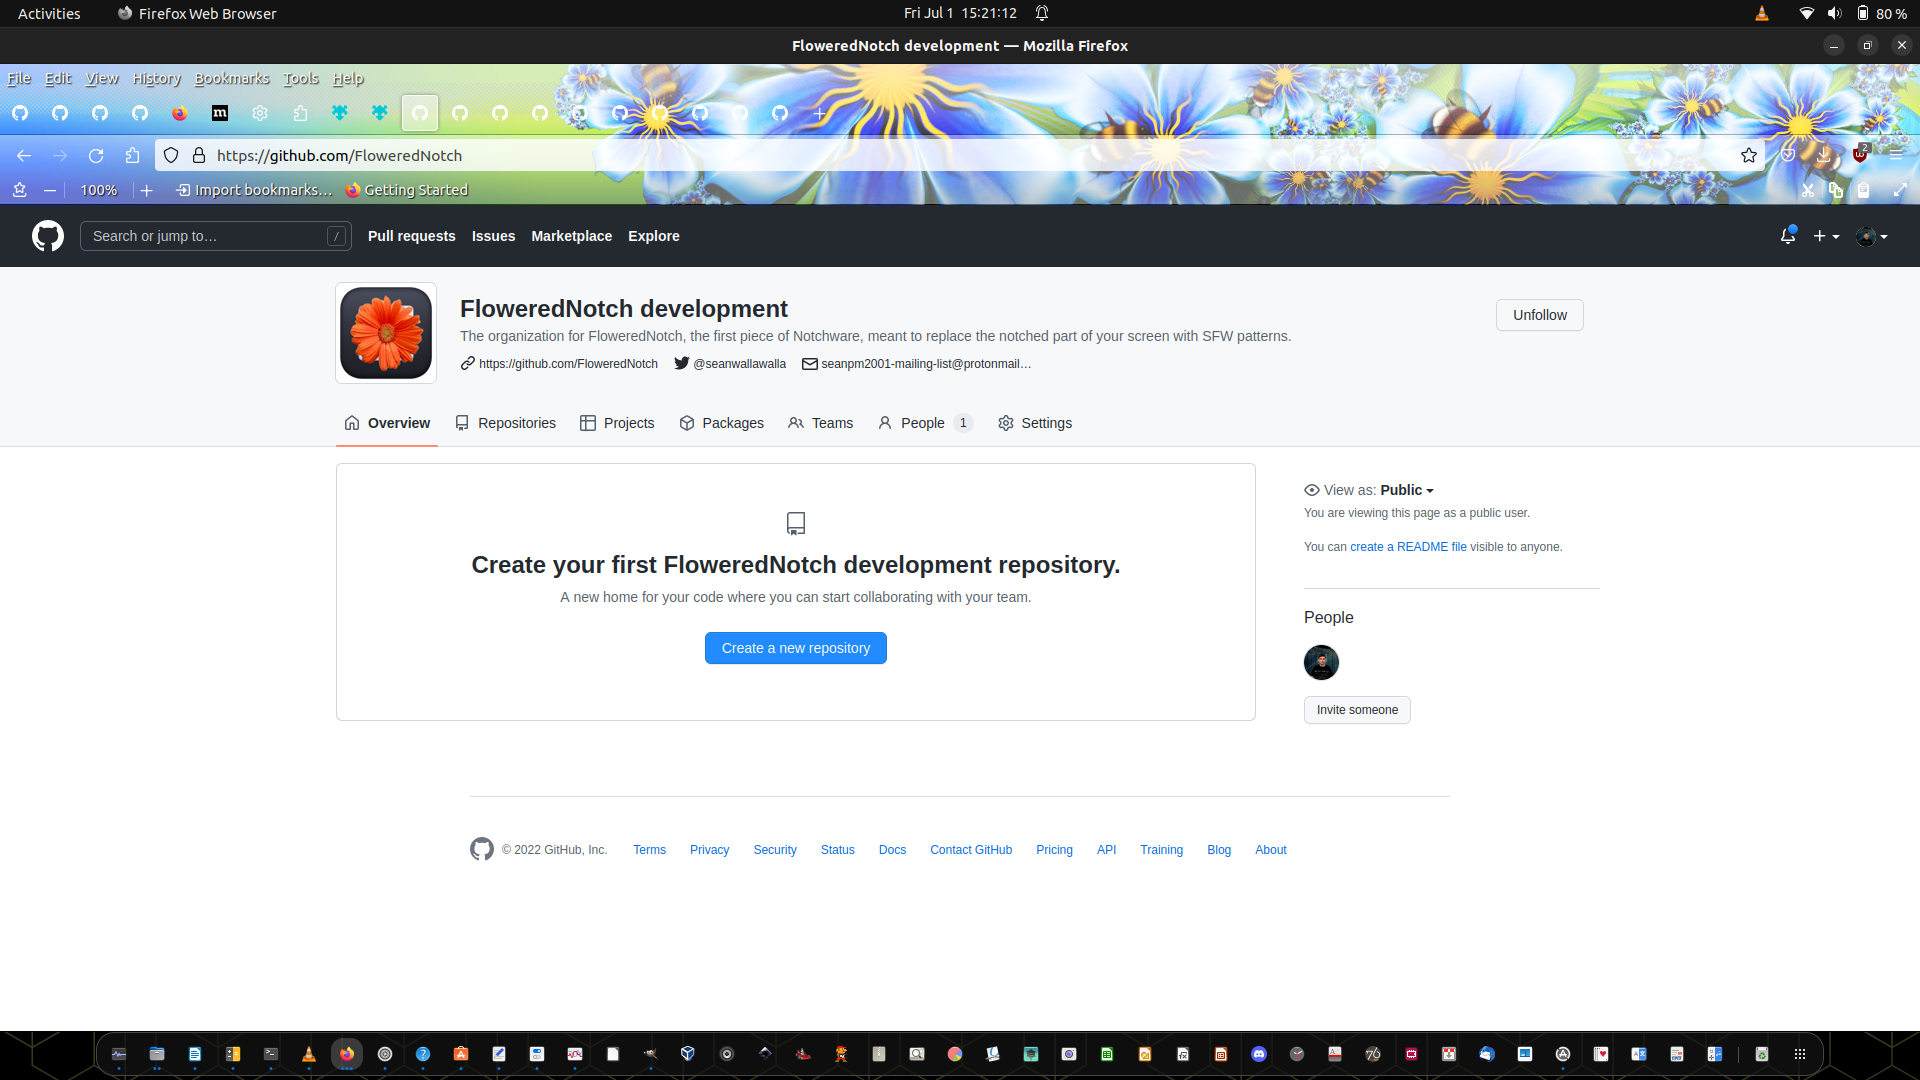 Activities
Firefox Web Browser
Fri Jul 1 15:21:12
80 %
FloweredNotch development — Mozilla Firefox
File Edit View History Bookmarks Tools Help
https://github.com/FloweredNotch
2
100%
Import bookmarks…
Getting Started
Search or jump to…
/
Pull requests
Issues
Marketplace
Explore
FloweredNotch development
Unfollow
The organization for FloweredNotch, the first piece of Notchware, meant to replace the notched part of your screen with SFW patterns.
https://github.com/FloweredNotch
@seanwallawalla
seanpm2001-mailing-list@protonmail…
Overview
Repositories
Projects
Packages
Teams
People 1
Settings
Create your first FloweredNotch development repository.
A new home for your code where you can start collaborating with your team.
Create a new repository
View as: Public
You are viewing this page as a public user.
You can create a README file visible to anyone.
People
Invite someone
© 2022 GitHub, Inc.
Terms
Privacy
Security
Status
Docs
Contact GitHub
Pricing
API
Training
Blog
About